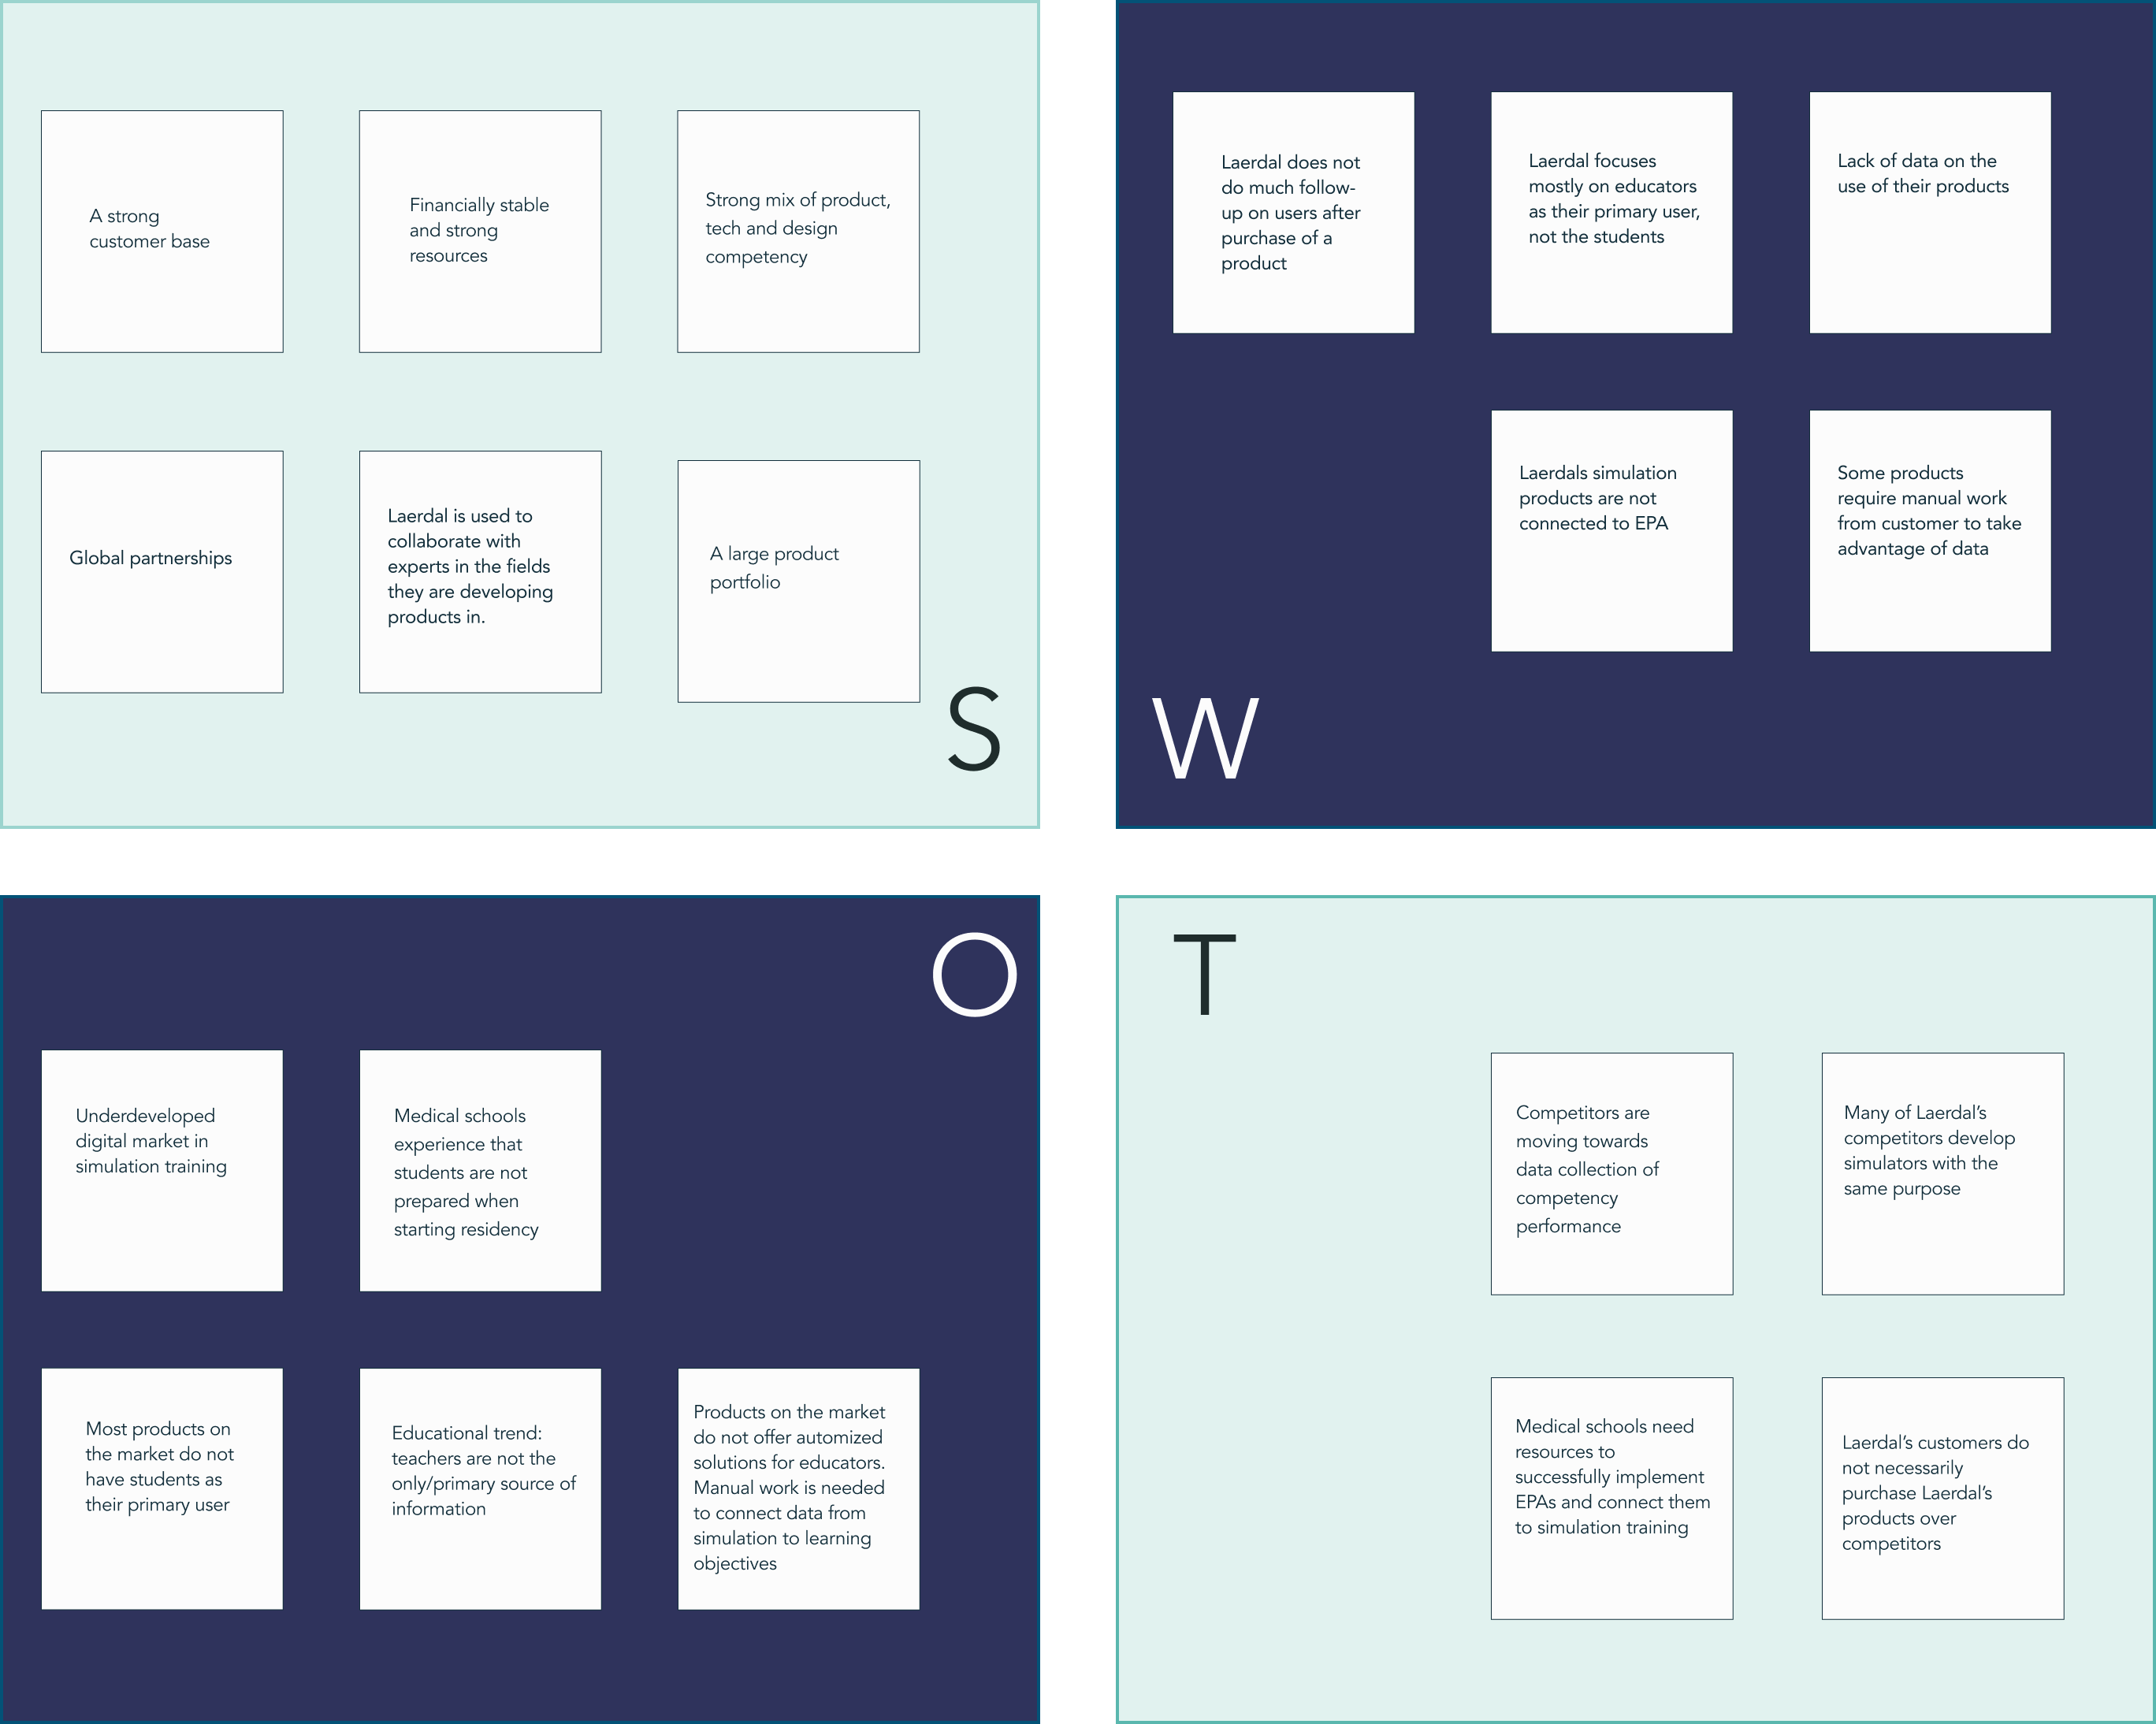 A strong
customer base
Financially stable
and strong
resources
Strong mix of product,
tech and design
competency
Global partnerships
Laerdal is used to
collaborate with
experts in the fields
they are developing
products in.
A large product
portfolio
S
Laerdal does not
do much follow-
up on users after
purchase of a
product
Laerdal focuses
mostly on educators
as their primary user,
not the students
Lack of data on the
use of their products
Laerdals simulation
products are not
connected to EPA
Some products
require manual work
from customer to take
advantage of data
W
O
Underdeveloped
digital market in
simulation training
Medical schools
experience that
students are not
prepared when
starting residency
Most products on
the market do not
have students as
their primary user
Educational trend:
teachers are not the
only/primary source of
information
Products on the market
do not offer automized
solutions for educators.
Manual work is needed
to connect data from
simulation to learning
objectives
T
Competitors are
moving towards
data collection of
competency
performance
Many of Laerdal’s
competitors develop
simulators with the
same purpose
Medical schools need
resources to
successfully implement
EPAs and connect them
to simulation training
Laerdal’s customers do
not necessarily
purchase Laerdal’s
products over
competitors